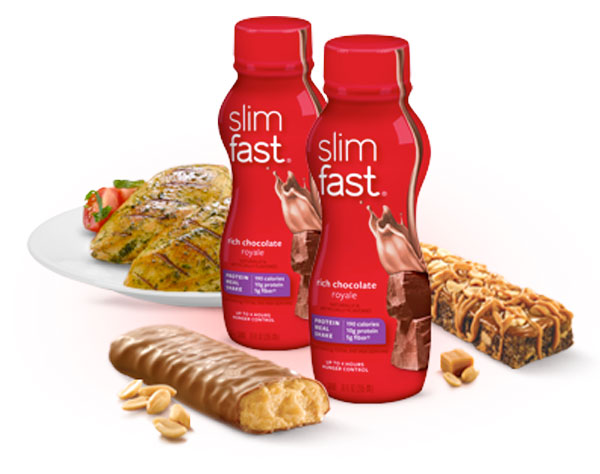 slim
fast®
rich chocolate
royale
PROTEIN
MEAL
SHAKE
190 calories
10g protein
5g fiber
UP TO 4 HOURS
HUNGER CONTROL
slim
fast®
rich chocolate
royale
PROTEIN
MEAL
SHAKE
190 calories
10g protein
5g fiber
UP TO 4 HOURS
HUNGER CONTROL